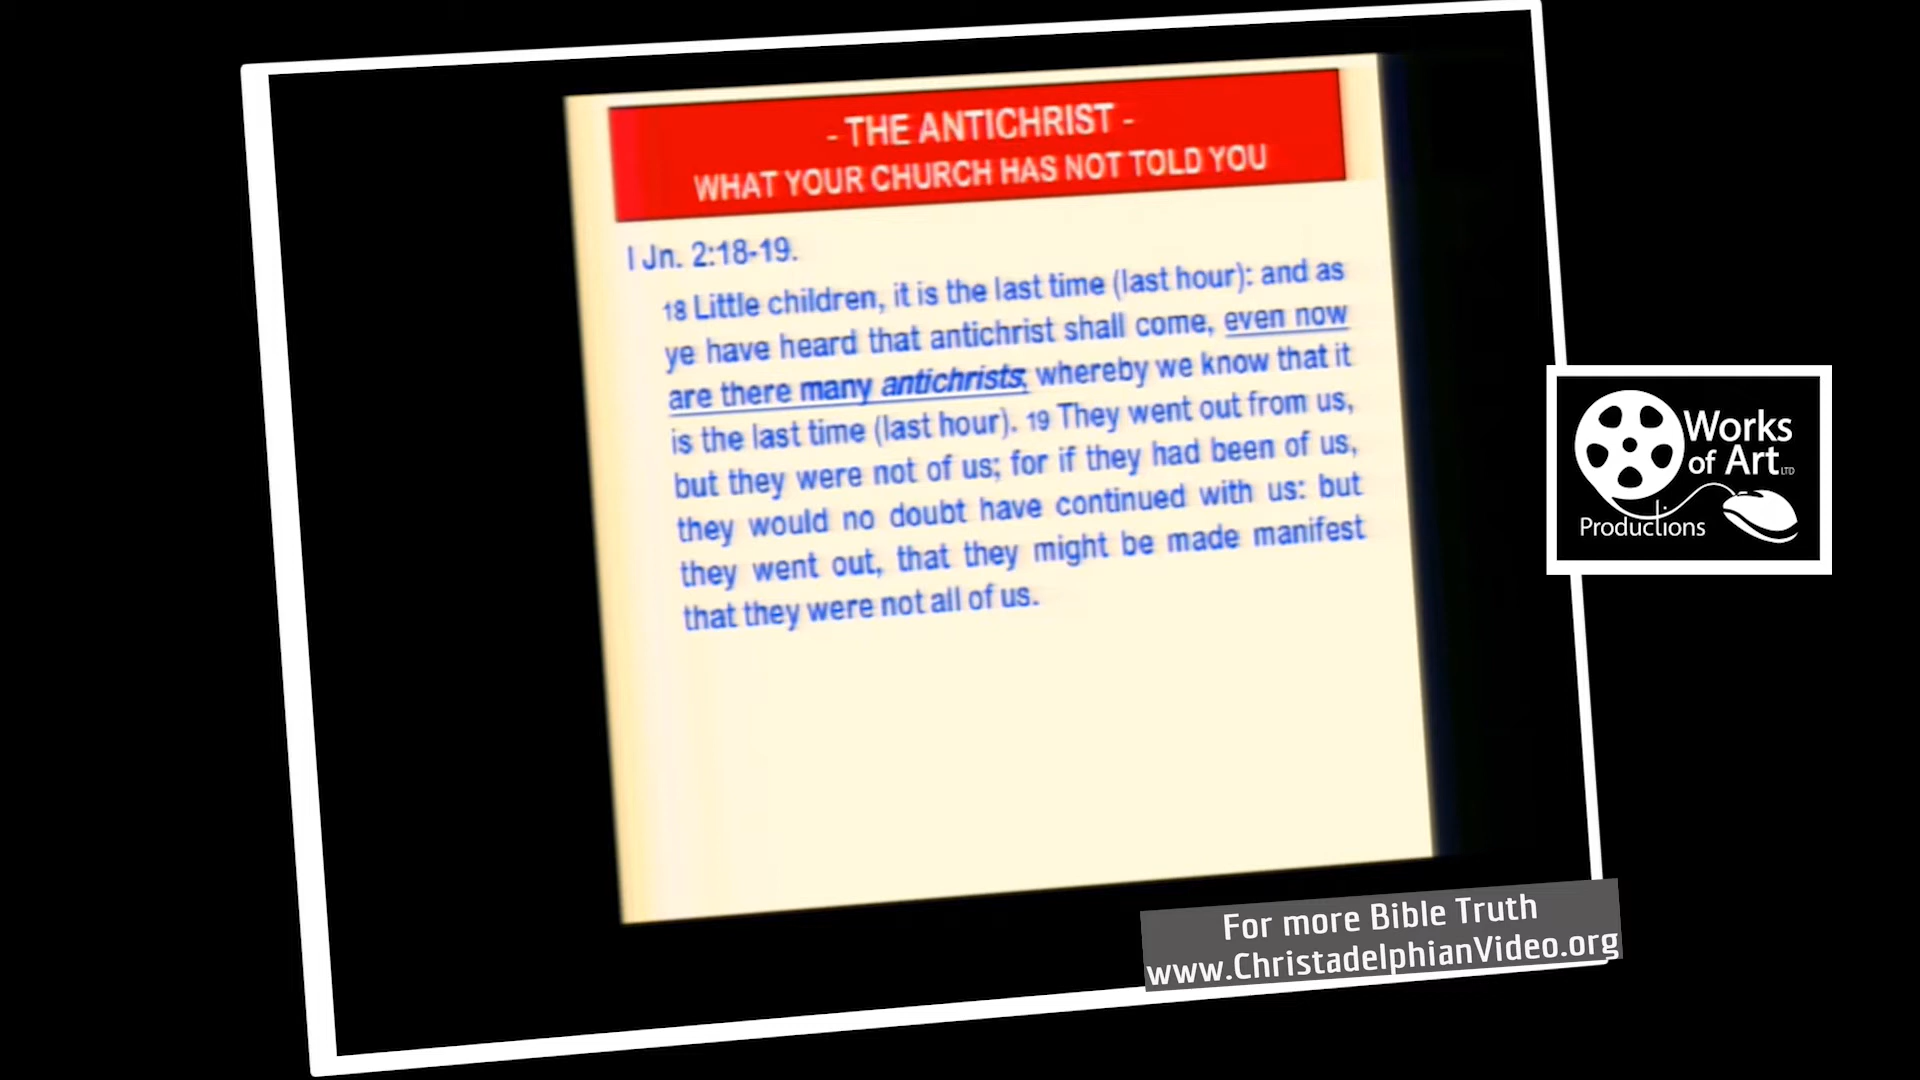 - THE ANTICHRIST -
WHAT YOUR CHURCH HAS NOT TOLD YOU
I Jn. 2:18-19.
18 Little children, it is the last time (last hour): and as
ye have heard that antichrist shall come, even now
are there many antichrists; whereby we know that it
is the last time (last hour). 19 They went out from us,
but they were not of us; for if they had been of us,
they would no doubt have continued with us: but
they went out, that they might be made manifest
that they were not all of us.
Works
of Art LTD
Productions
For more Bible Truth
www.ChristadelphianVideo.org